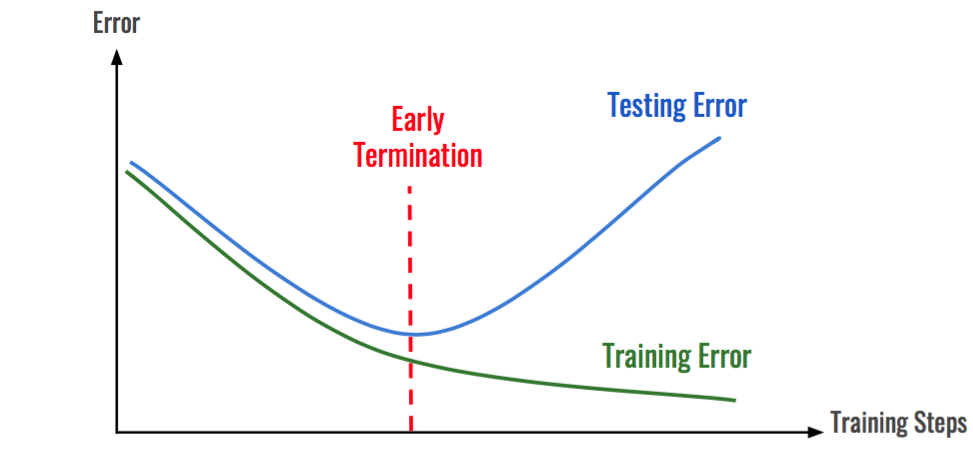 Error
Early
Termination
Testing Error
Training Error
Training Steps